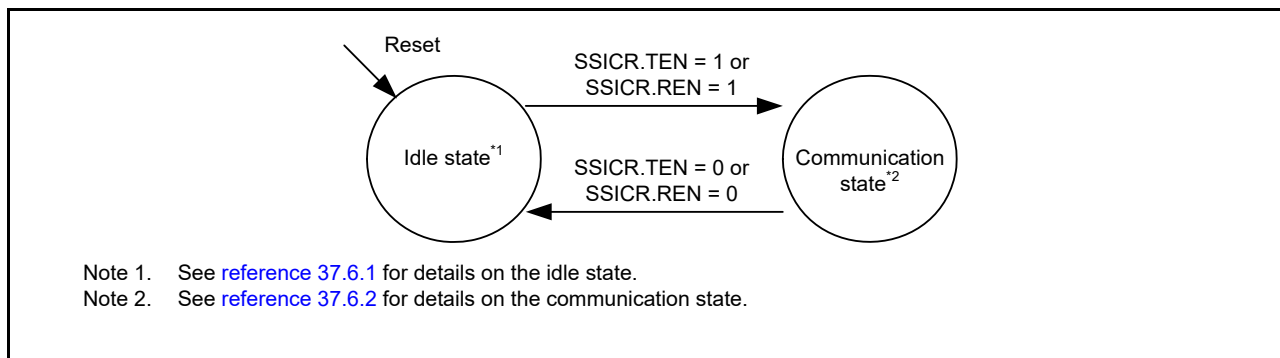 Reset
SSICR.TEN = 1 or
SSICR.REN = 1
Idle state*1
SSICR.TEN = 0 or
SSICR.REN = 0
Communication
state*2
Note 1. See reference 37.6.1 for details on the idle state.
Note 2. See reference 37.6.2 for details on the communication state.